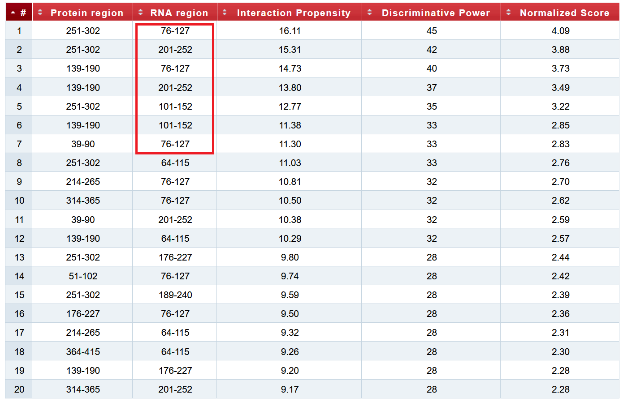 # Protein region RNA region Interaction Propensity Discriminative Power Normalized Score
1 251-302 76-127 16.11 45 4.09
2 251-302 201-252 15.31 42 3.88
3 139-190 76-127 14.73 40 3.73
4 139-190 201-252 13.80 37 3.49
5 251-302 101-152 12.77 35 3.22
6 139-190 101-152 11.38 33 2.85
7 39-90 76-127 11.30 33 2.83
8 251-302 64-115 11.03 33 2.76
9 214-265 76-127 10.81 32 2.70
10 314-365 76-127 10.50 32 2.62
11 39-90 201-252 10.38 32 2.59
12 139-190 64-115 10.29 32 2.57
13 251-302 176-227 9.80 28 2.44
14 51-102 76-127 9.74 28 2.42
15 251-302 189-240 9.59 28 2.39
16 176-227 76-127 9.50 28 2.36
17 214-265 64-115 9.32 28 2.31
18 364-415 64-115 9.26 28 2.30
19 139-190 176-227 9.20 28 2.28
20 314-365 201-252 9.17 28 2.28